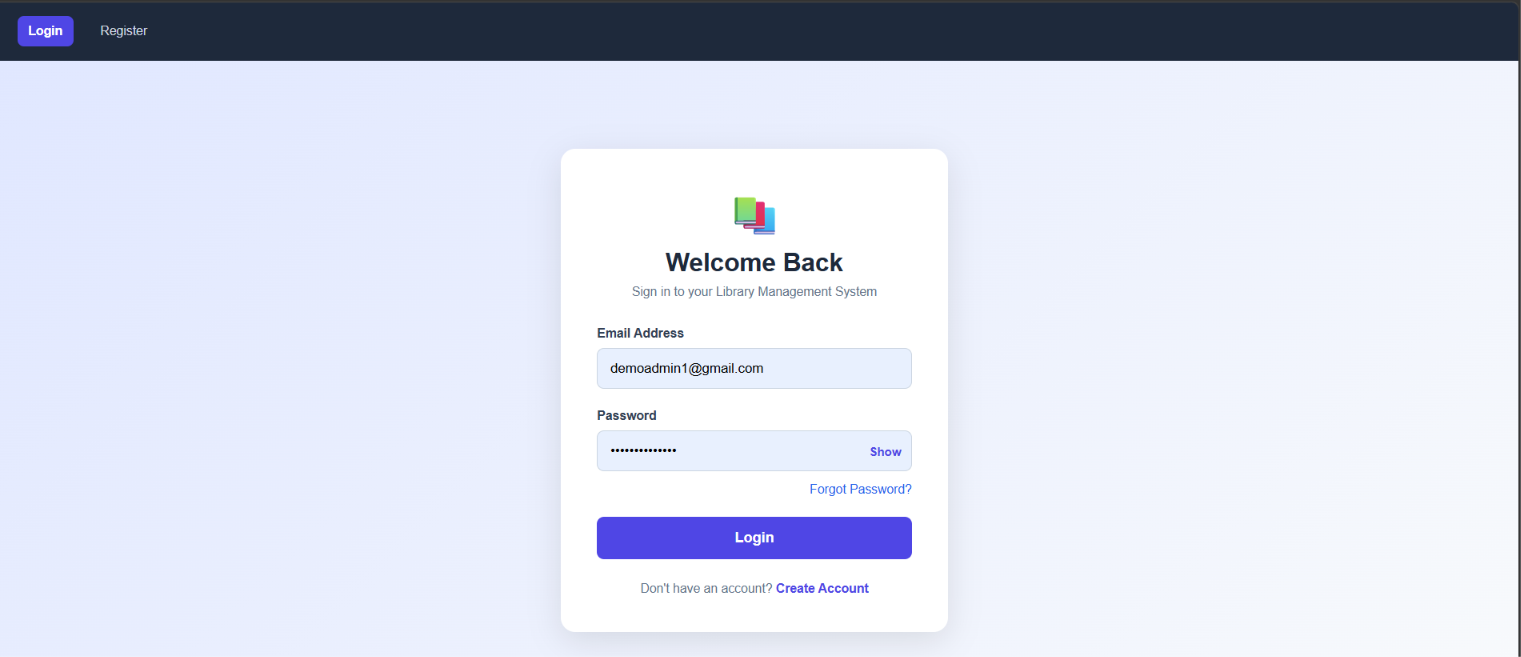 Login Register
Welcome Back
Sign in to your Library Management System
Email Address
demoadmin1@gmail.com
Password
••••••••••••••
Show
Forgot Password?
Login
Don't have an account? Create Account